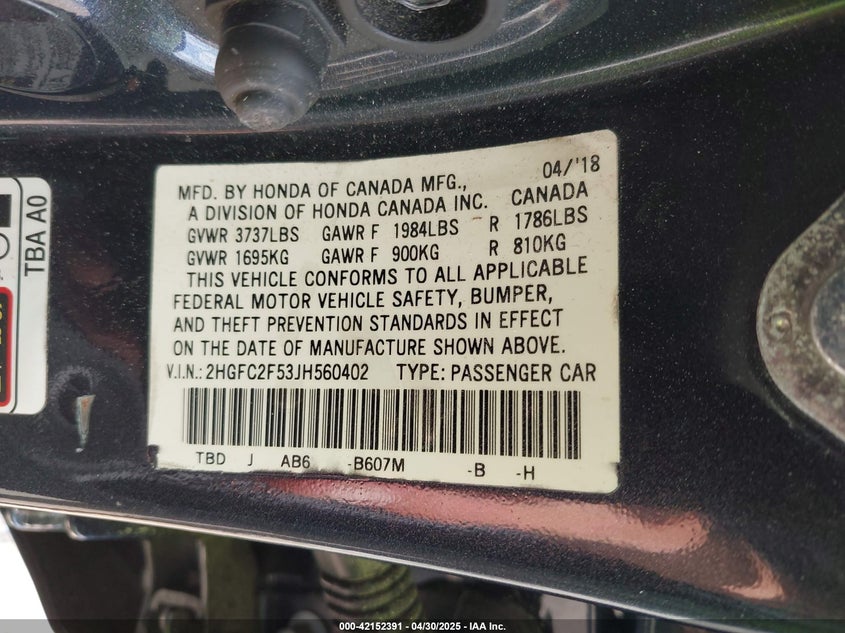 TBA A0
04/'18
MFD. BY HONDA OF CANADA MFG.,
A DIVISION OF HONDA CANADA INC. CANADA
GVWR 3737LBS GAWR F 1984LBS R 1786LBS
GVWR 1695KG GAWR F 900KG R 810KG
THIS VEHICLE CONFORMS TO ALL APPLICABLE
FEDERAL MOTOR VEHICLE SAFETY, BUMPER,
AND THEFT PREVENTION STANDARDS IN EFFECT
ON THE DATE OF MANUFACTURE SHOWN ABOVE.
V.I.N.: 2HGFC2F53JH560402 TYPE: PASSENGER CAR
TBD J AB6 -B607M -B -H
000-42152391 - 04/30/2025 - IAA Inc.